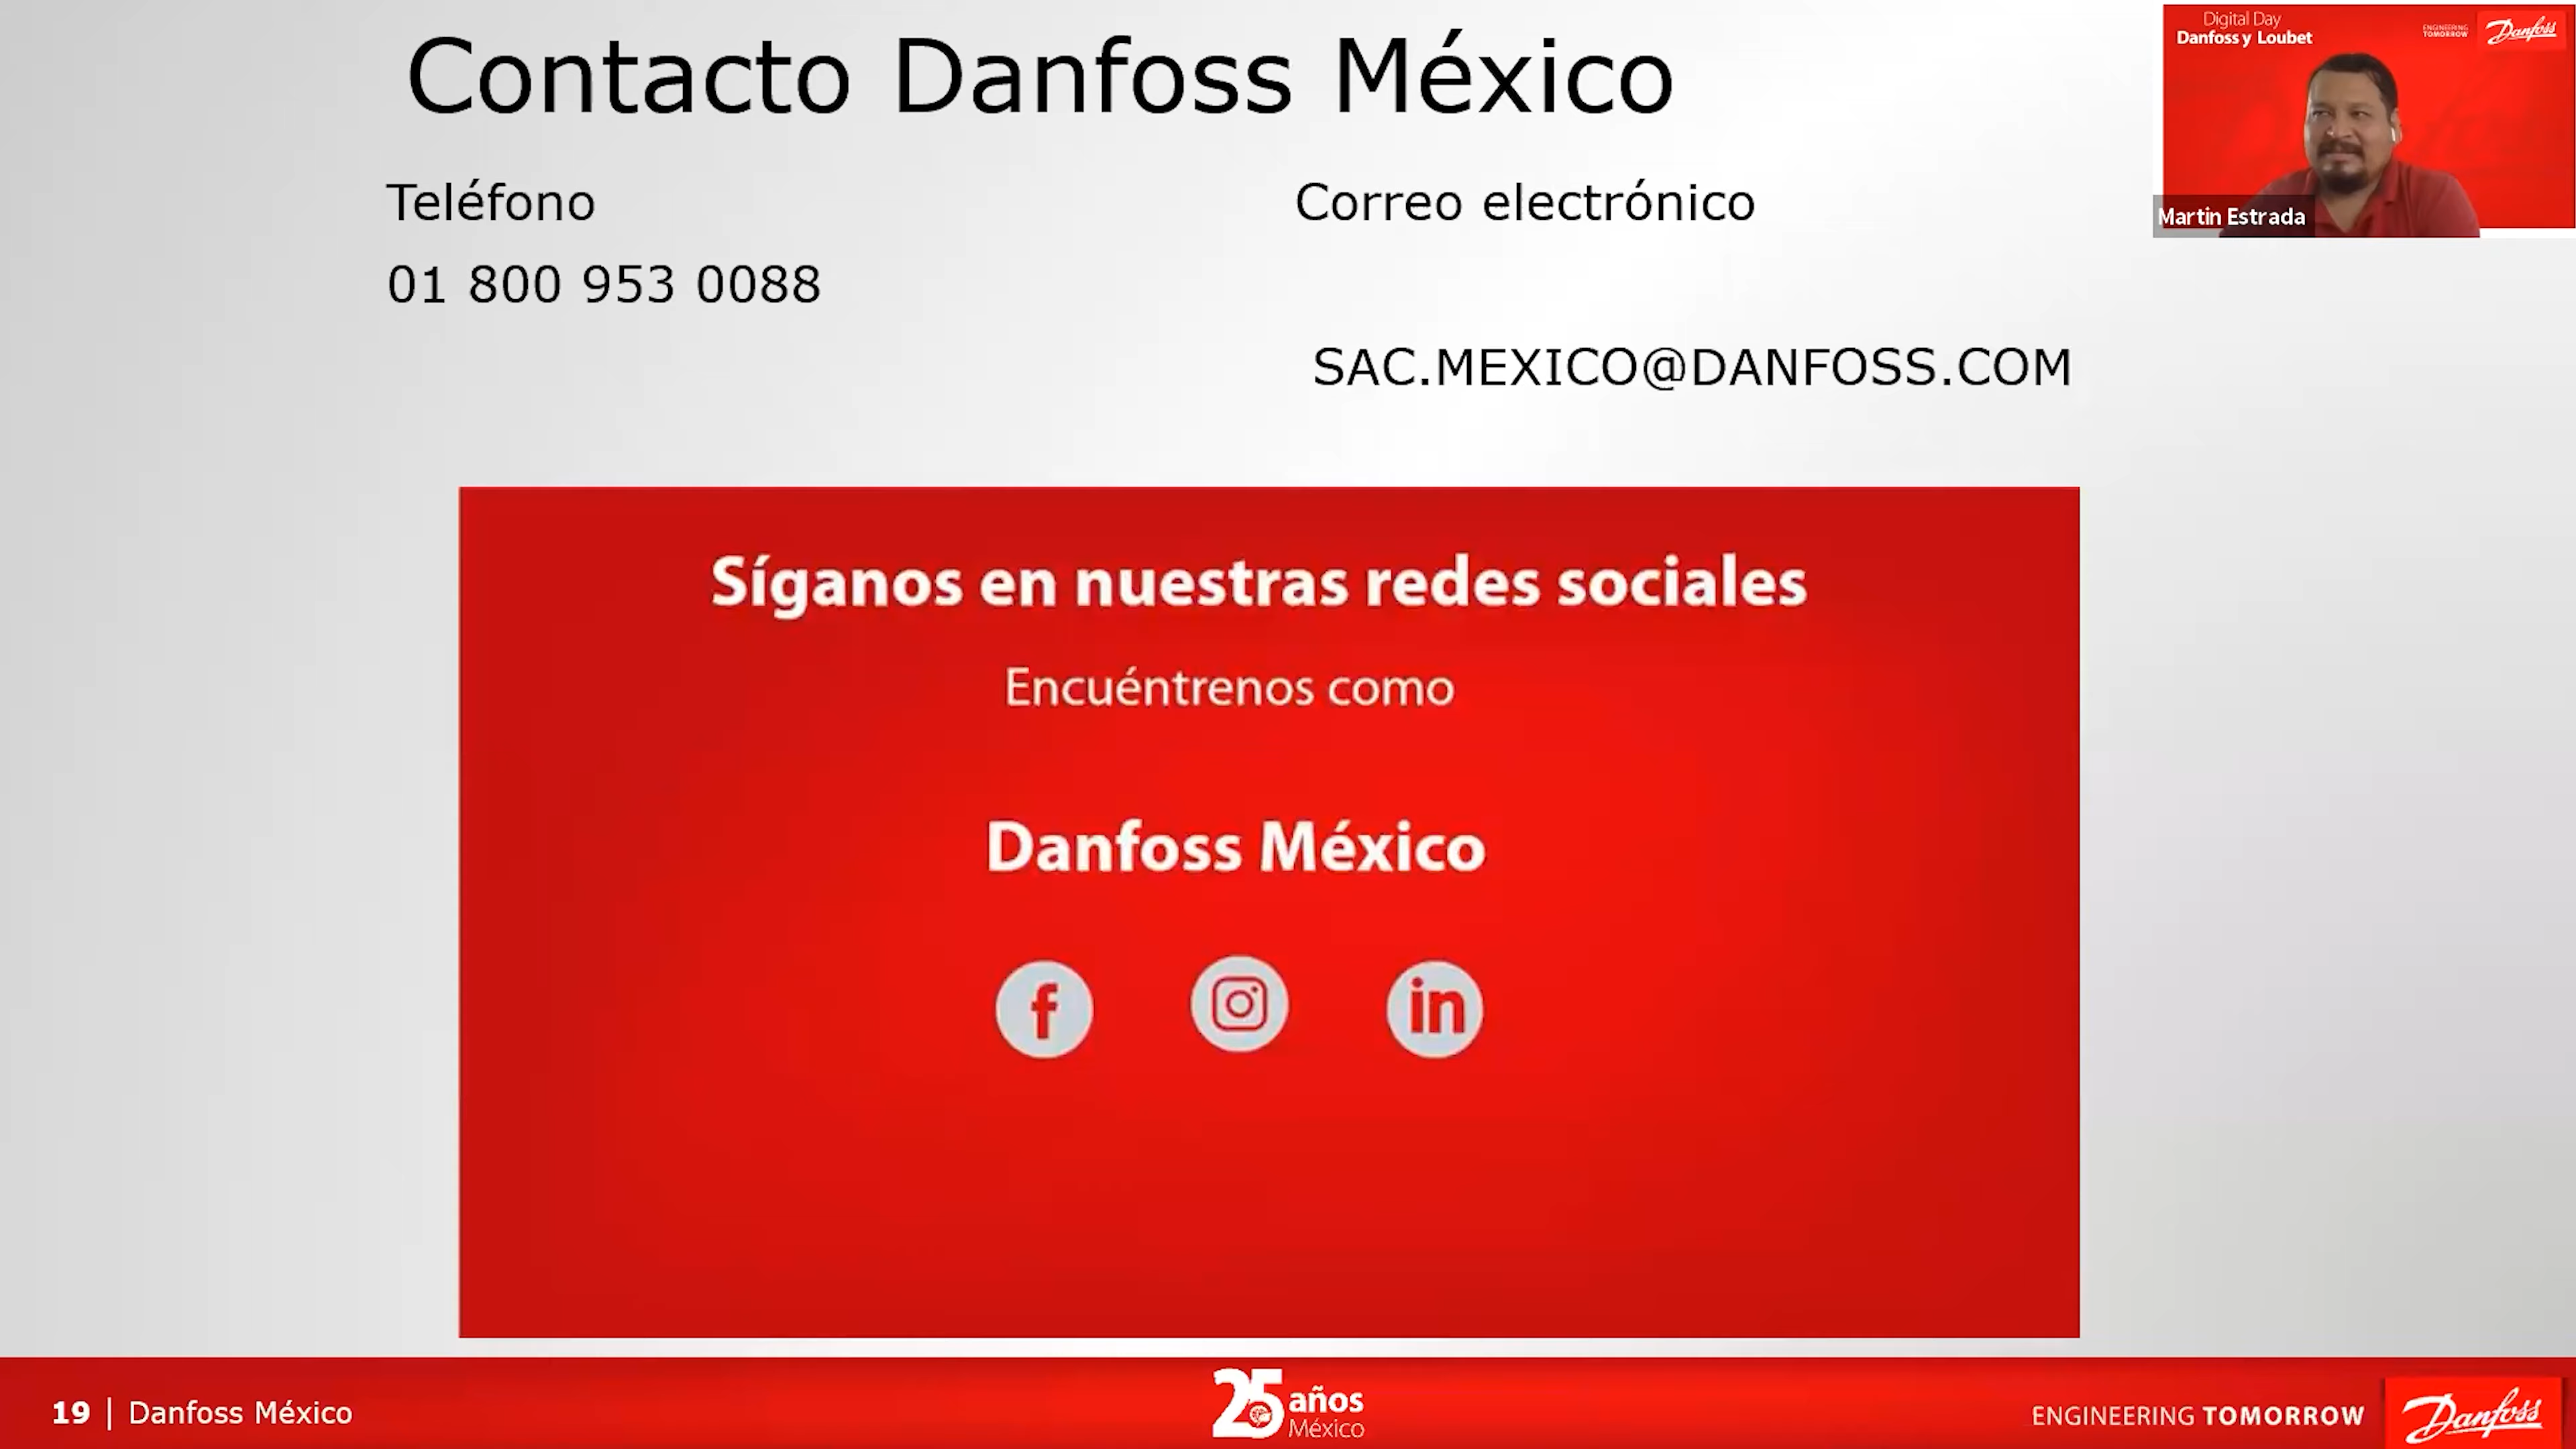 Contacto Danfoss México
Digital Day
Danfoss y Loubet
ENGINEERING
TOMORROW
Danfoss
Martin Estrada
Teléfono
01 800 953 0088
Correo electrónico
SAC.MEXICO@DANFOSS.COM
Síganos en nuestras redes sociales
Encuéntrenos como
Danfoss México
f
in
19 | Danfoss México
25 años
México
ENGINEERING TOMORROW
Danfoss